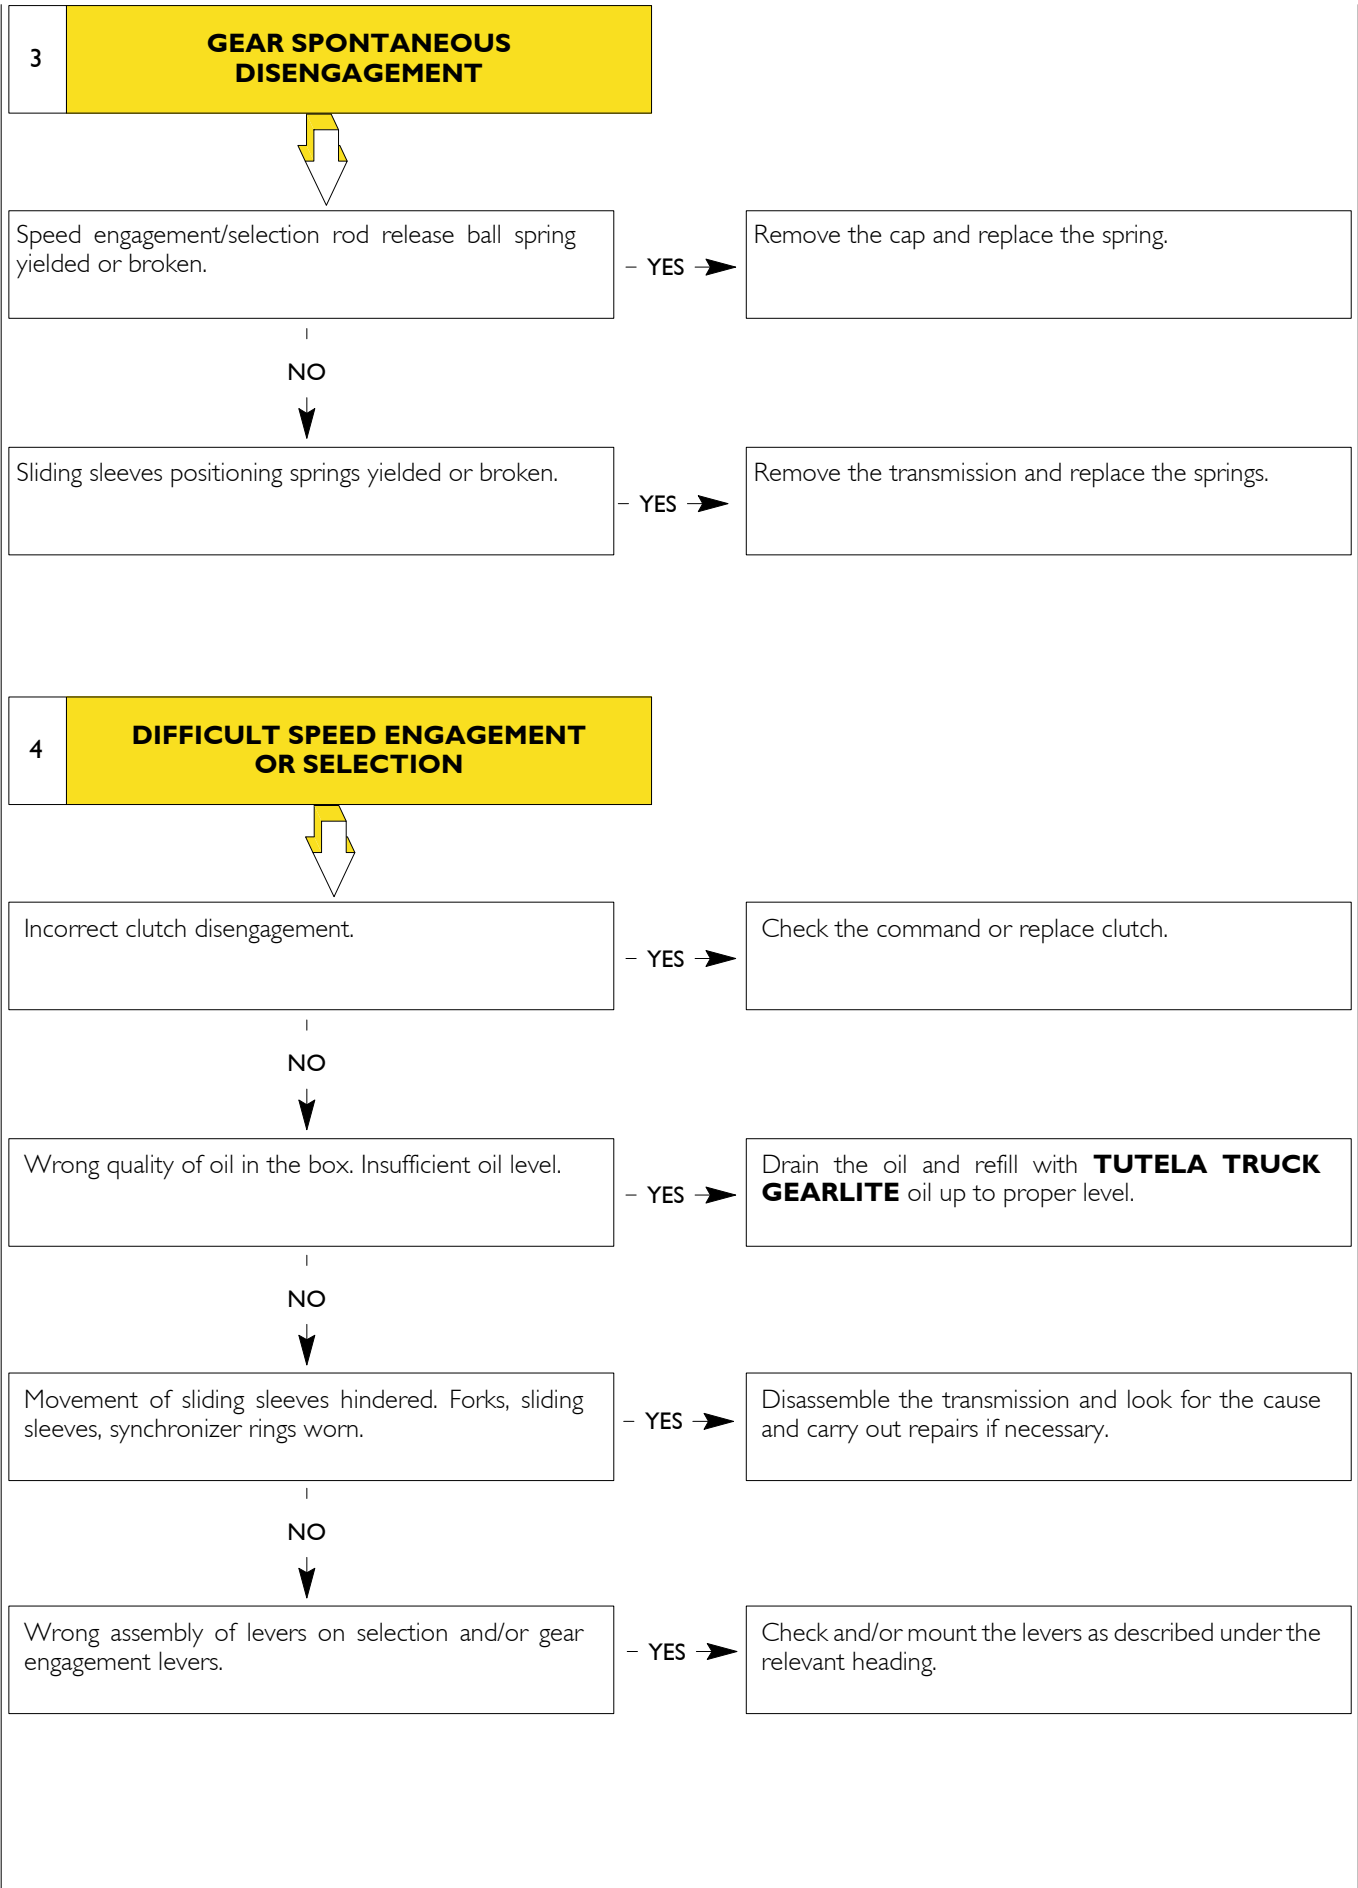 3
GEAR SPONTANEOUS
DISENGAGEMENT
Speed engagement/selection rod release ball spring
yielded or broken.
YES
Remove the cap and replace the spring.
NO
Sliding sleeves positioning springs yielded or broken.
YES
Remove the transmission and replace the springs.
4
DIFFICULT SPEED ENGAGEMENT
OR SELECTION
Incorrect clutch disengagement.
YES
Check the command or replace clutch.
NO
Wrong quality of oil in the box. Insufficient oil level.
YES
Drain the oil and refill with TUTELA TRUCK
GEARLITE oil up to proper level.
NO
Movement of sliding sleeves hindered. Forks, sliding
sleeves, synchronizer rings worn.
YES
Disassemble the transmission and look for the cause
and carry out repairs if necessary.
NO
Wrong assembly of levers on selection and/or gear
engagement levers.
YES
Check and/or mount the levers as described under the
relevant heading.